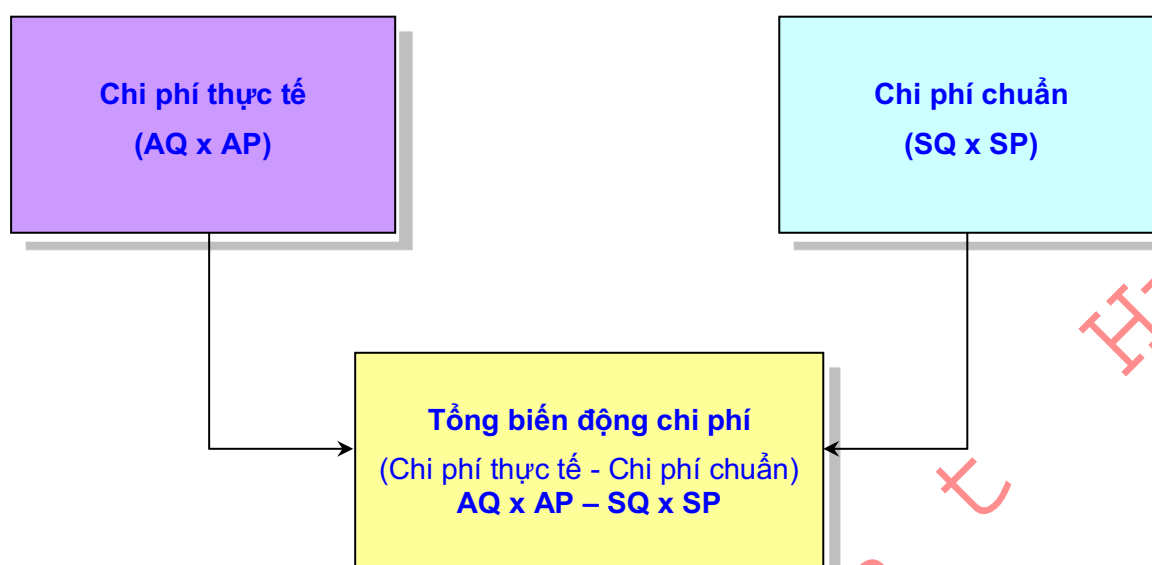 Chi phí thực tế
(AQ x AP)
Chi phí chuẩn
(SQ x SP)
Tổng biến động chi phí
(Chi phí thực tế - Chi phí chuẩn)
AQ x AP – SQ x SP